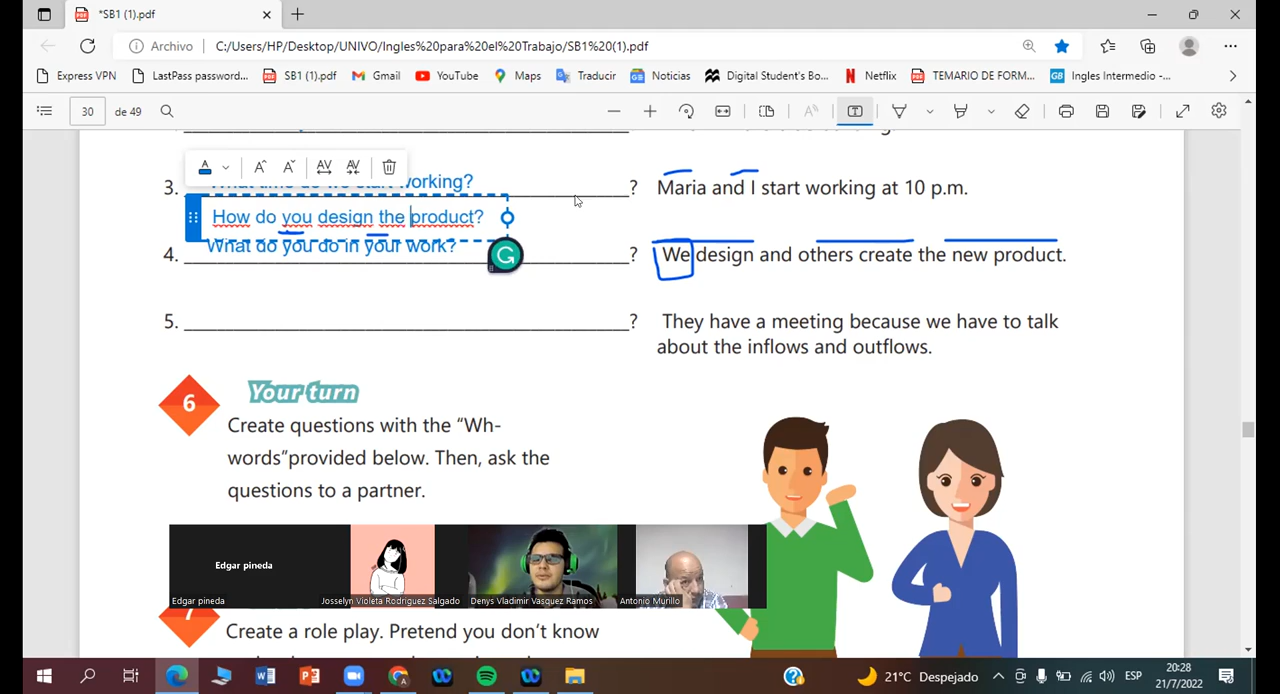 *SB1 (1).pdf
Archivo C:/Users/HP/Desktop/UNIVO/Ingles%20para%20el%20Trabajo/SB1%20(1).pdf
Express VPN LastPass password... SB1 (1).pdf Gmail YouTube Maps Traducir Noticias Digital Student's Bo... Netflix TEMARIO DE FORM... Ingles Intermedio -...
30 de 49
3. What time do we start working? ? Maria and I start working at 10 p.m.
How do you design the product?
What do you do in your work?
4. ? We design and others create the new product.
5. ? They have a meeting because we have to talk
about the inflows and outflows.
6 Your turn
Create questions with the “Wh-
words”provided below. Then, ask the
questions to a partner.
Edgar pineda
Edgar pineda Josselyn Violeta Rodriguez Salgado Denys Vladimir Vasquez Ramos Antonio Murillo
7 Create a role play. Pretend you don’t know
21°C Despejado ESP 20:28
21/7/2022